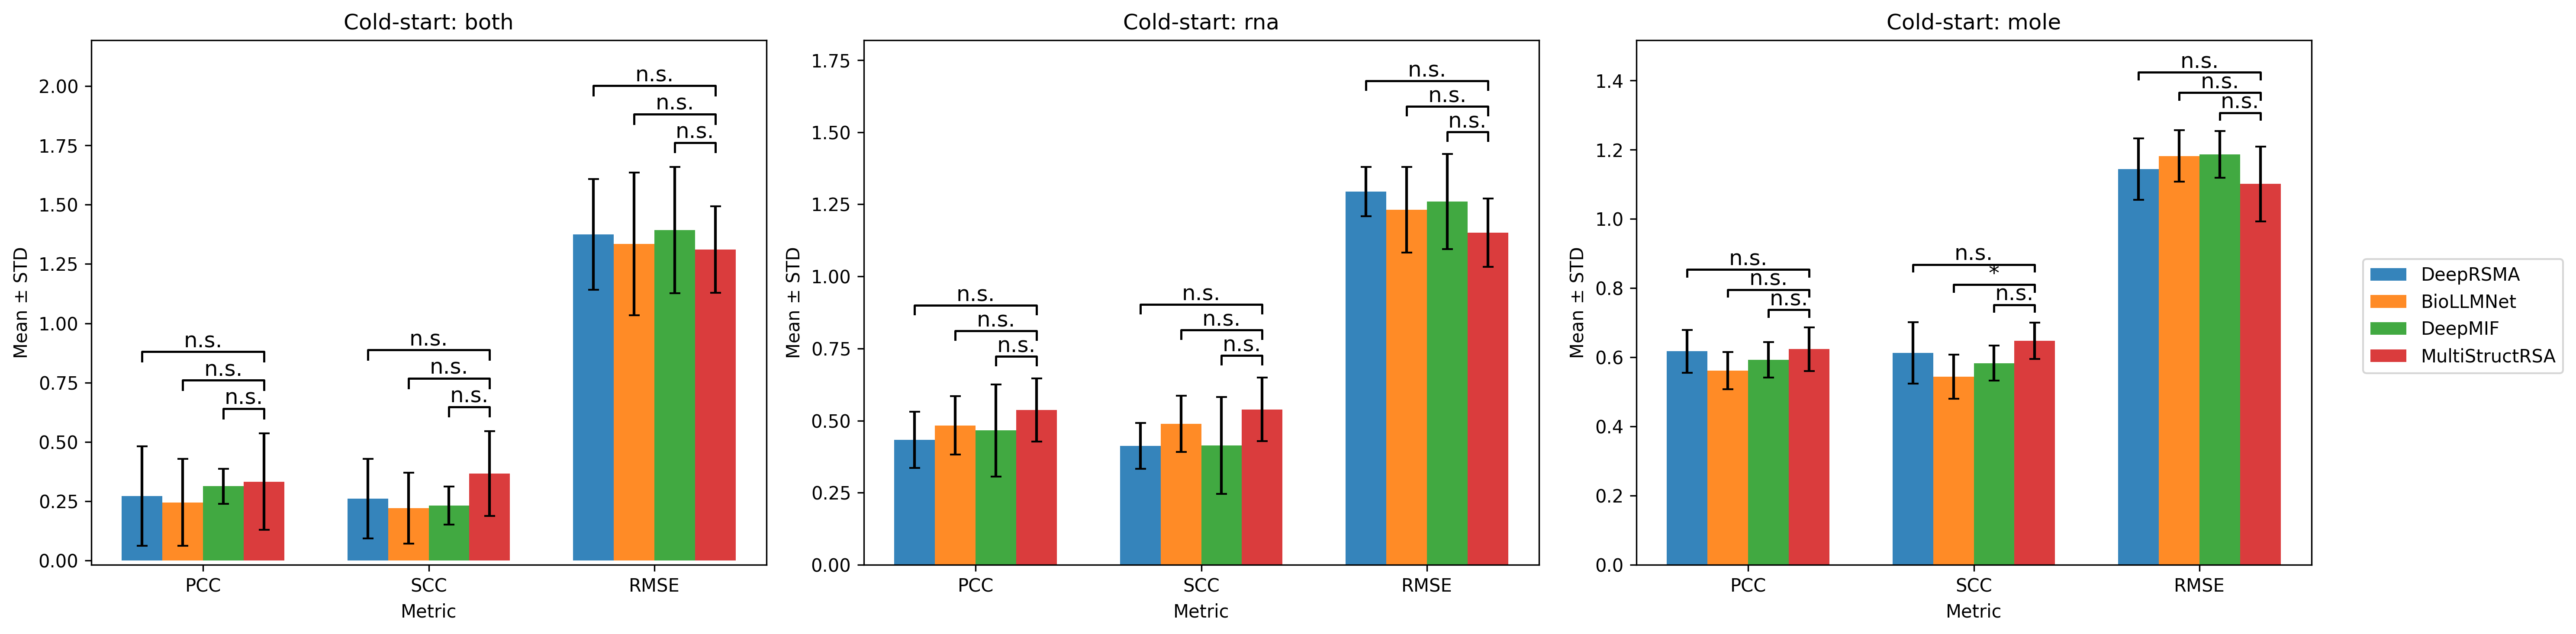 Cold-start: both
Mean ± STD
2.00
1.75
1.50
1.25
1.00
0.75
0.50
0.25
0.00
n.s.
n.s.
n.s.
n.s.
n.s.
n.s.
n.s.
n.s.
n.s.
PCC
SCC
RMSE
Metric
Cold-start: rna
Mean ± STD
1.75
1.50
1.25
1.00
0.75
0.50
0.25
0.00
n.s.
n.s.
n.s.
n.s.
n.s.
n.s.
n.s.
n.s.
n.s.
PCC
SCC
RMSE
Metric
Cold-start: mole
Mean ± STD
1.4
1.2
1.0
0.8
0.6
0.4
0.2
0.0
n.s.
n.s.
n.s.
n.s.
*
n.s.
n.s.
n.s.
n.s.
PCC
SCC
RMSE
Metric
DeepRSMA
BioLLMNet
DeepMIF
MultiStructRSA